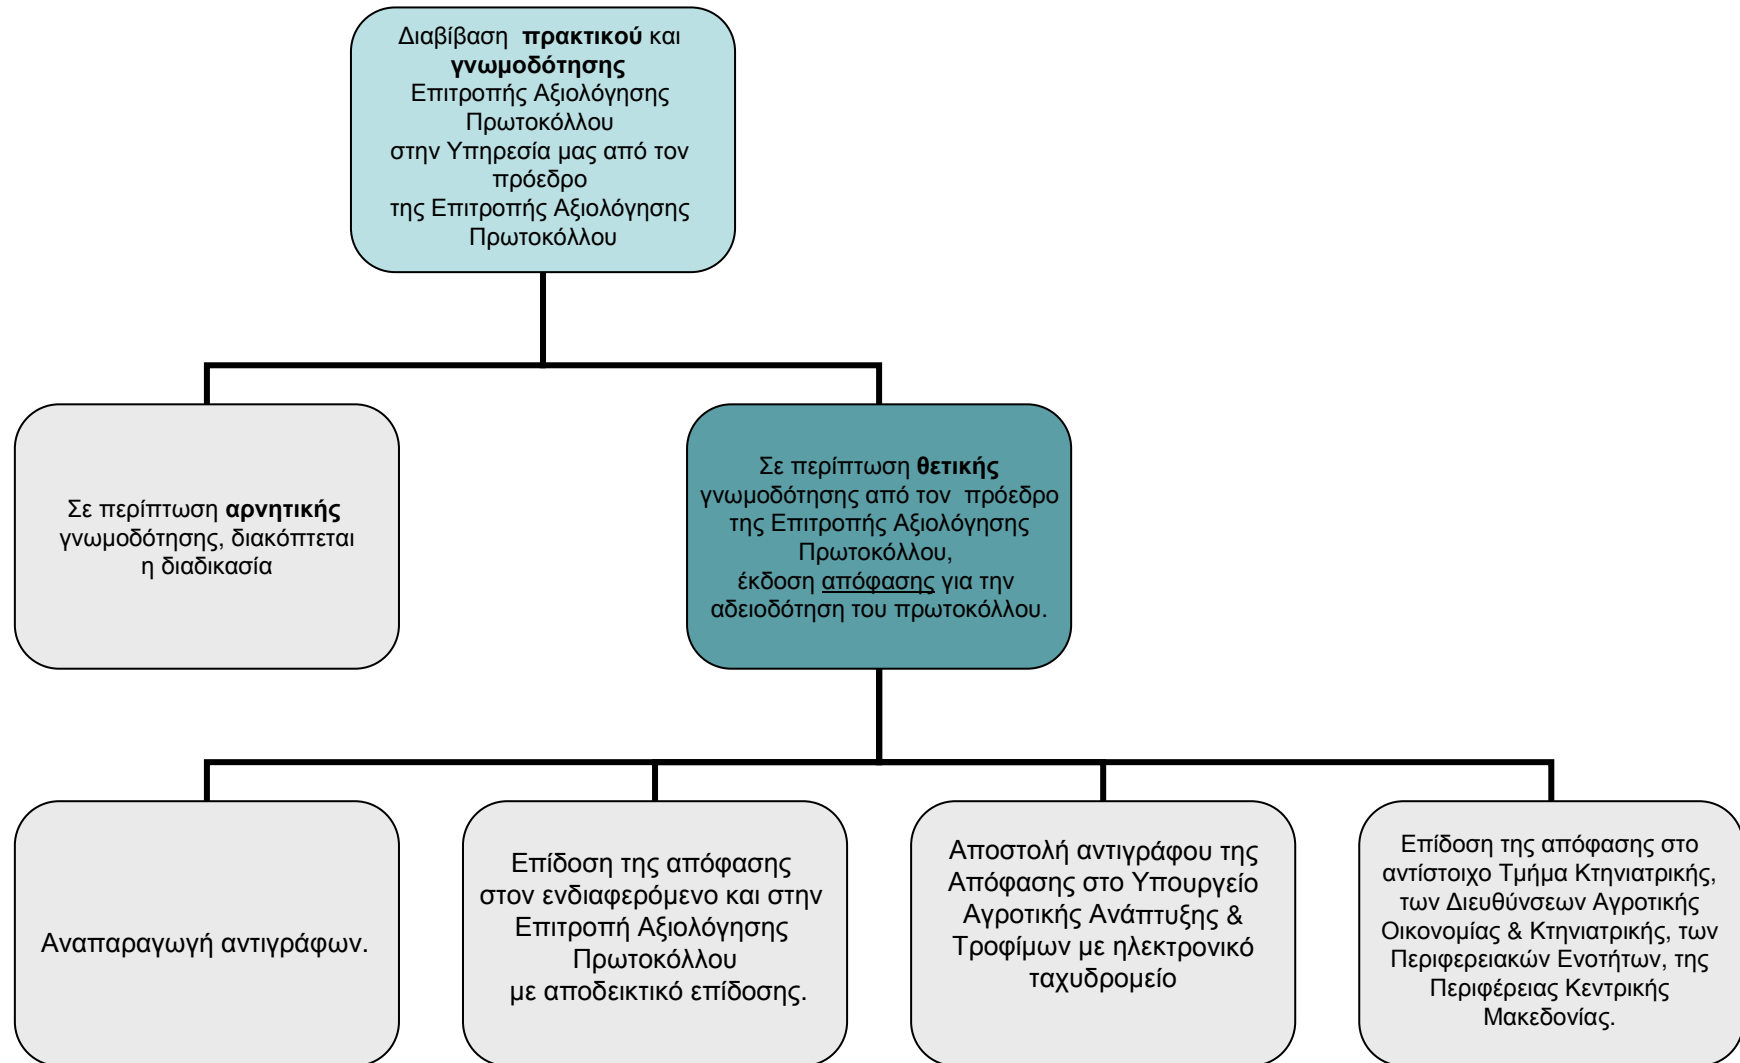 Διαβίβαση πρακτικού και
γνωμοδότησης
Επιτροπής Αξιολόγησης
Πρωτοκόλλου
στην Υπηρεσία μας από τον
πρόεδρο
της Επιτροπής Αξιολόγησης
Πρωτοκόλλου
Σε περίπτωση αρνητικής
γνωμοδότησης, διακόπτεται
η διαδικασία
Σε περίπτωση θετικής
γνωμοδότησης από τον πρόεδρο
της Επιτροπής Αξιολόγησης
Πρωτοκόλλου,
έκδοση απόφασης για την
αδειοδότηση του πρωτοκόλλου.
Αναπαραγωγή αντιγράφων.
Επίδοση της απόφασης
στον ενδιαφερόμενο και στην
Επιτροπή Αξιολόγησης
Πρωτοκόλλου
με αποδεικτικό επίδοσης.
Αποστολή αντιγράφου της
Απόφασης στο Υπουργείο
Αγροτικής Ανάπτυξης &
Τροφίμων με ηλεκτρονικό
ταχυδρομείο
Επίδοση της απόφασης στο
αντίστοιχο Τμήμα Κτηνιατρικής,
των Διευθύνσεων Αγροτικής
Οικονομίας & Κτηνιατρικής, των
Περιφερειακών Ενοτήτων, της
Περιφέρειας Κεντρικής
Μακεδονίας.